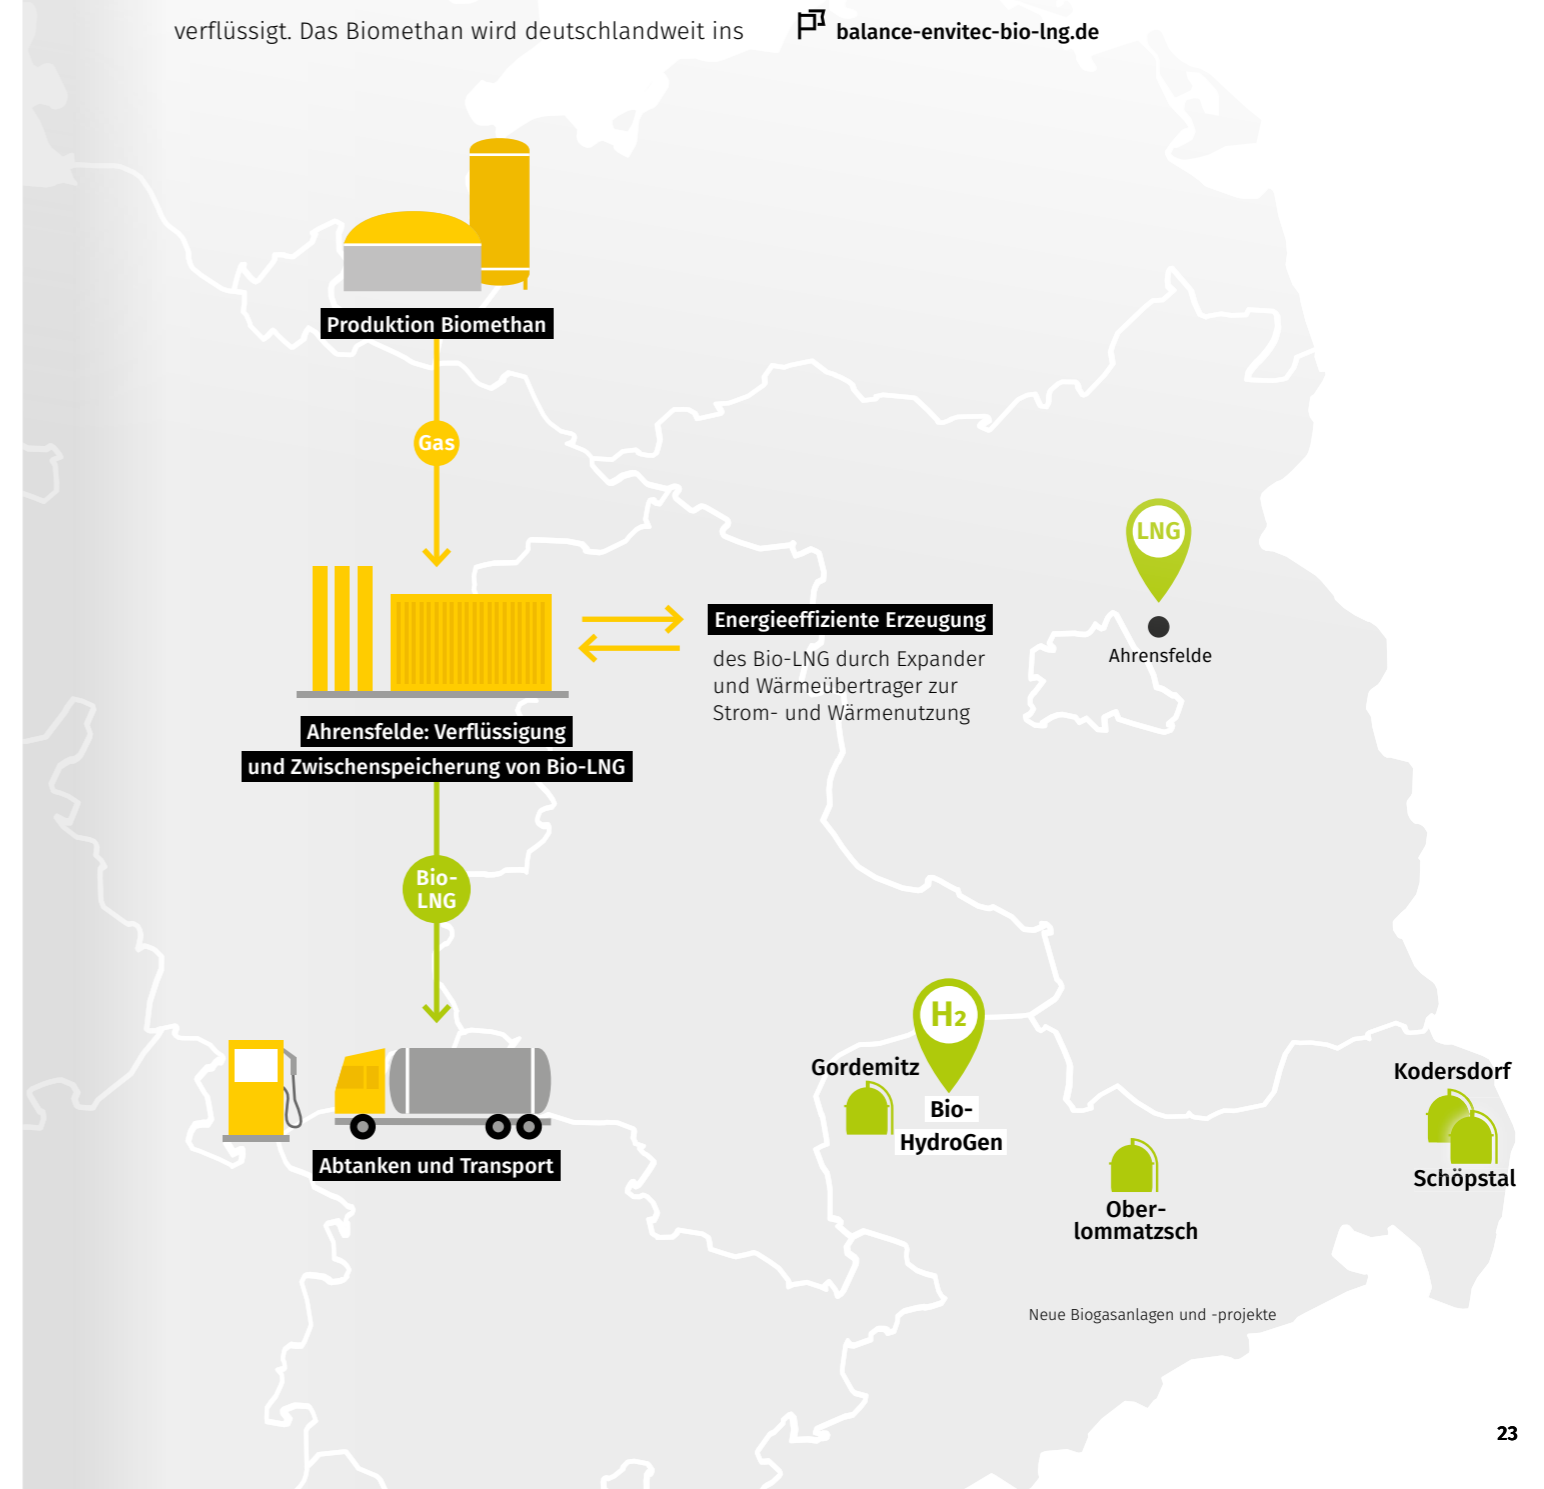 verflüssigt. Das Biomethan wird deutschlandweit ins
balance-envitec-bio-lng.de
Produktion Biomethan
Gas
Energieeffiziente Erzeugung
des Bio-LNG durch Expander
und Wärmeübertrager zur
Strom- und Wärmenutzung
Ahrensfelde: Verflüssigung
und Zwischenspeicherung von Bio-LNG
Bio-
LNG
Abtanken und Transport
LNG
Ahrensfelde
H₂
Gordemitz
Bio-
HydroGen
Ober-
lommatzsch
Kodersdorf
Schöpstal
Neue Biogasanlagen und -projekte
23